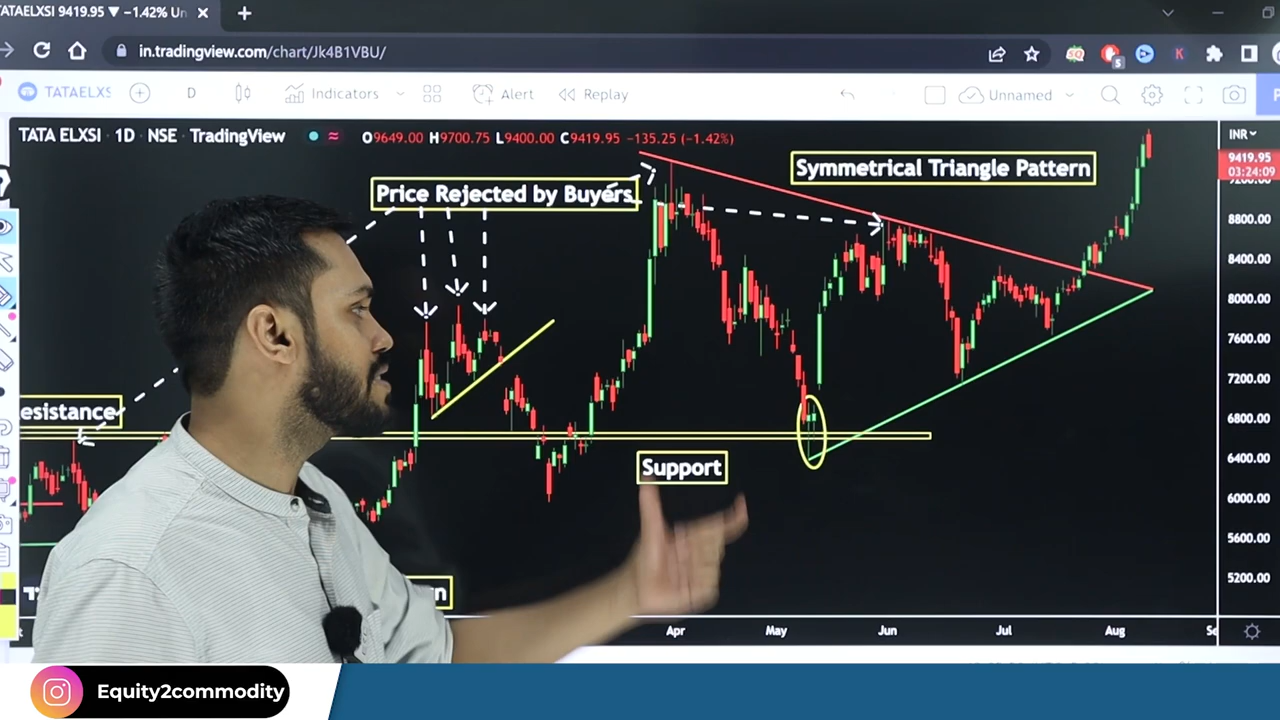 TATAELXSI 9419.95 ▼ −1.42% Un
in.tradingview.com/chart/Jk4B1VBU/
TATAELXS
D
Indicators
Alert
Replay
Unnamed
TATA ELXSI · 1D · NSE · TradingView
O9649.00 H9700.75 L9400.00 C9419.95 −135.25 (−1.42%)
INR
9419.95
03:24:09
Symmetrical Triangle Pattern
Price Rejected by Buyers
8800.00
8400.00
8000.00
7600.00
7200.00
6800.00
6400.00
6000.00
5600.00
5200.00
esistance
Support
Apr
May
Jun
Jul
Aug
Equity2commodity